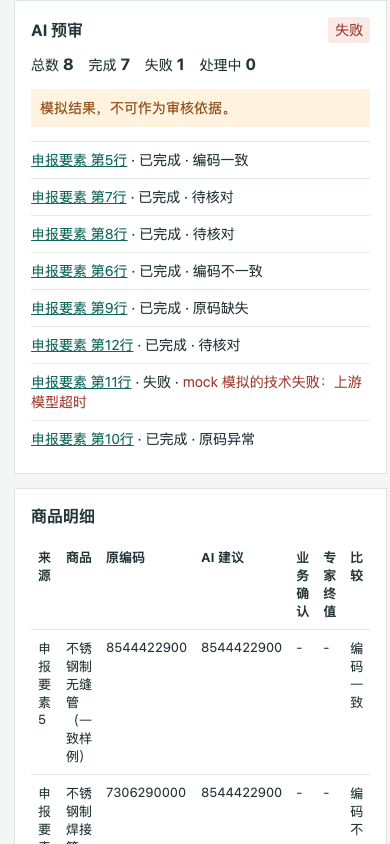 AI 预审 失败
总数 8 完成 7 失败 1 处理中 0
模拟结果，不可作为审核依据。
申报要素 第5行 · 已完成 · 编码一致
申报要素 第7行 · 已完成 · 待核对
申报要素 第8行 · 已完成 · 待核对
申报要素 第6行 · 已完成 · 编码不一致
申报要素 第9行 · 已完成 · 原码缺失
申报要素 第12行 · 已完成 · 待核对
申报要素 第11行 · 失败 · mock 模拟的技术失败：上游
模型超时
申报要素 第10行 · 已完成 · 原码异常
商品明细
来
源
商品
原编码
AI 建议
业
务
确
认
专
家
终
值
比
较
申
报
要
素
5
不锈
钢制
无缝
管
（一
致样
例）
8544422900
8544422900
-
-
编
码
一
致
申
报
要
不锈
钢制
焊接
7306290000
8544422900
-
-
编
码
不